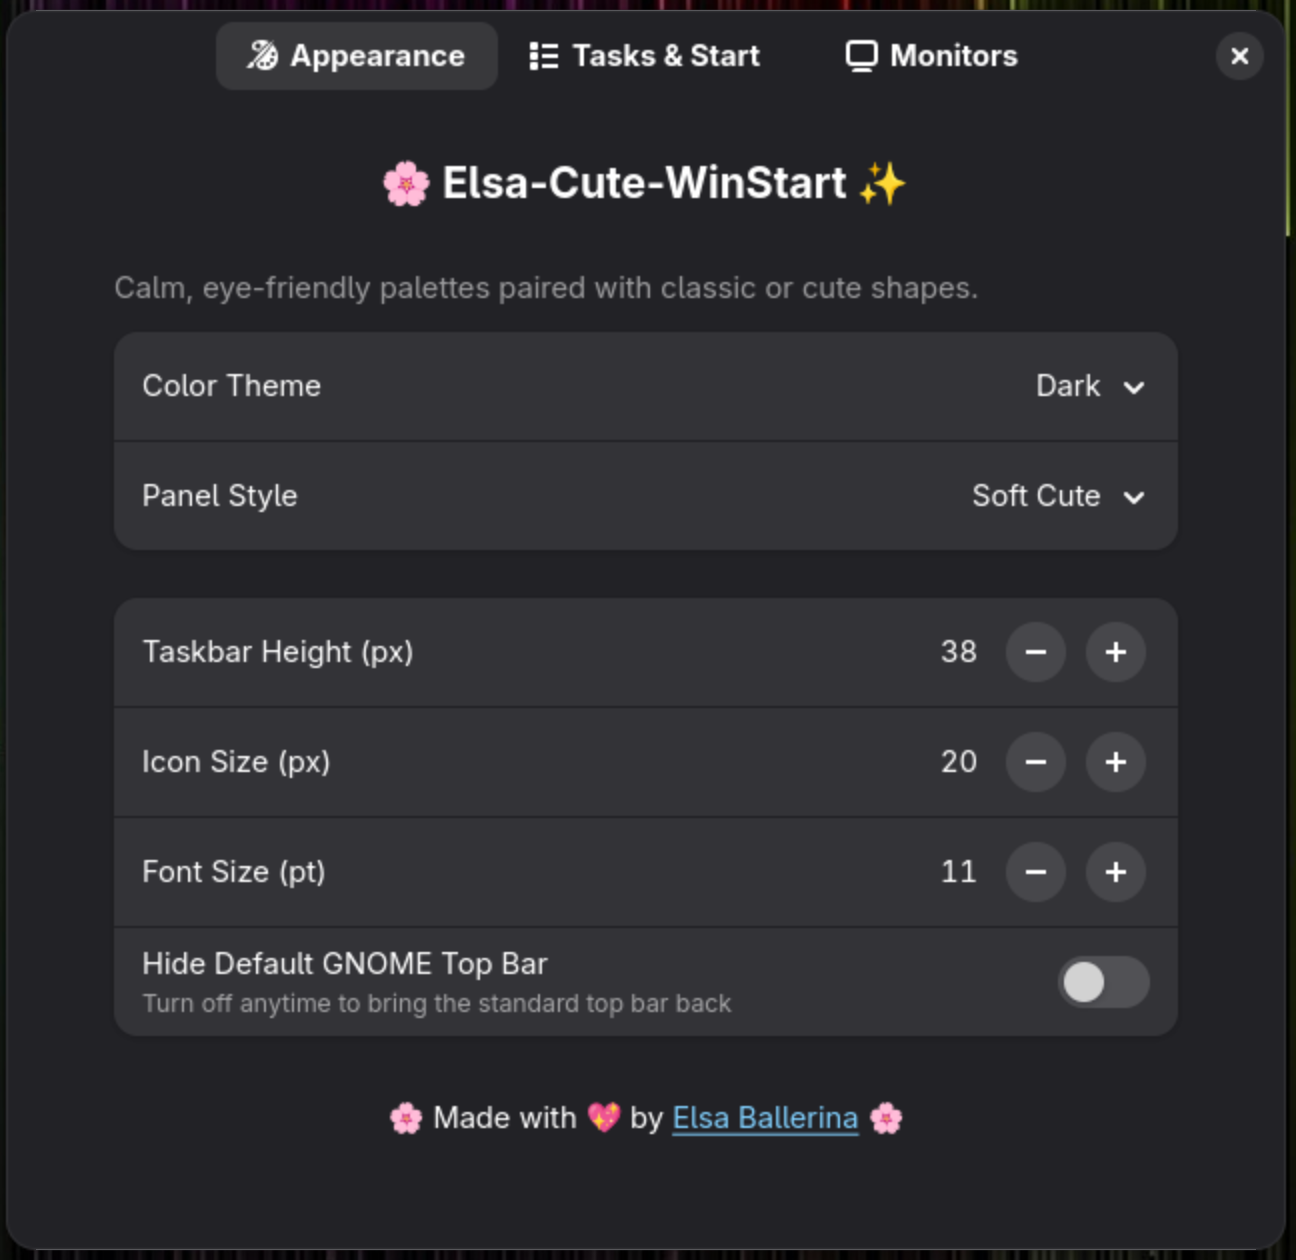 Appearance
Tasks & Start
Monitors
🌸 Elsa-Cute-WinStart ✨
Calm, eye-friendly palettes paired with classic or cute shapes.
Color Theme Dark
Panel Style Soft Cute
Taskbar Height (px) 38
Icon Size (px) 20
Font Size (pt) 11
Hide Default GNOME Top Bar
Turn off anytime to bring the standard top bar back
🌸 Made with 💖 by Elsa Ballerina 🌸